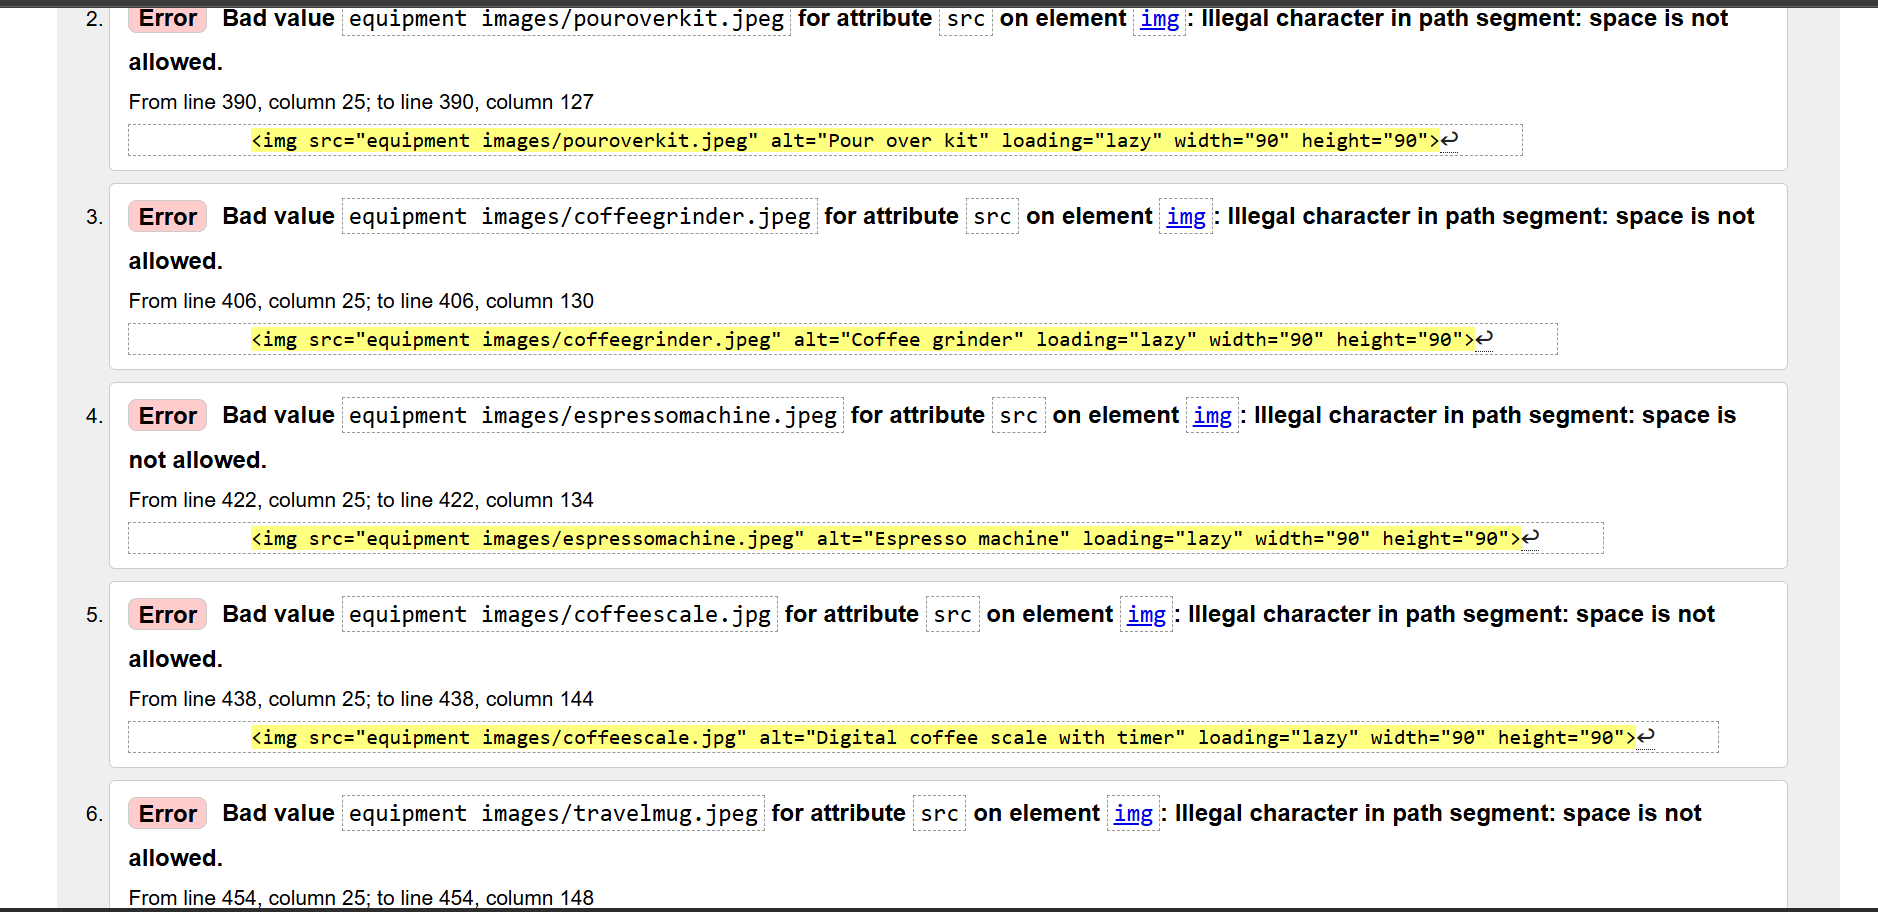 2. Error Bad value equipment images/pouroverkit.jpeg for attribute src on element img: Illegal character in path segment: space is not
allowed.
From line 390, column 25; to line 390, column 127
<img src="equipment images/pouroverkit.jpeg" alt="Pour over kit" loading="lazy" width="90" height="90">↩
3. Error Bad value equipment images/coffeegrinder.jpeg for attribute src on element img: Illegal character in path segment: space is not
allowed.
From line 406, column 25; to line 406, column 130
<img src="equipment images/coffeegrinder.jpeg" alt="Coffee grinder" loading="lazy" width="90" height="90">↩
4. Error Bad value equipment images/espressomachine.jpeg for attribute src on element img: Illegal character in path segment: space is
not allowed.
From line 422, column 25; to line 422, column 134
<img src="equipment images/espressomachine.jpeg" alt="Espresso machine" loading="lazy" width="90" height="90">↩
5. Error Bad value equipment images/coffeescale.jpg for attribute src on element img: Illegal character in path segment: space is not
allowed.
From line 438, column 25; to line 438, column 144
<img src="equipment images/coffeescale.jpg" alt="Digital coffee scale with timer" loading="lazy" width="90" height="90">↩
6. Error Bad value equipment images/travelmug.jpeg for attribute src on element img: Illegal character in path segment: space is not
allowed.
From line 454, column 25; to line 454, column 148